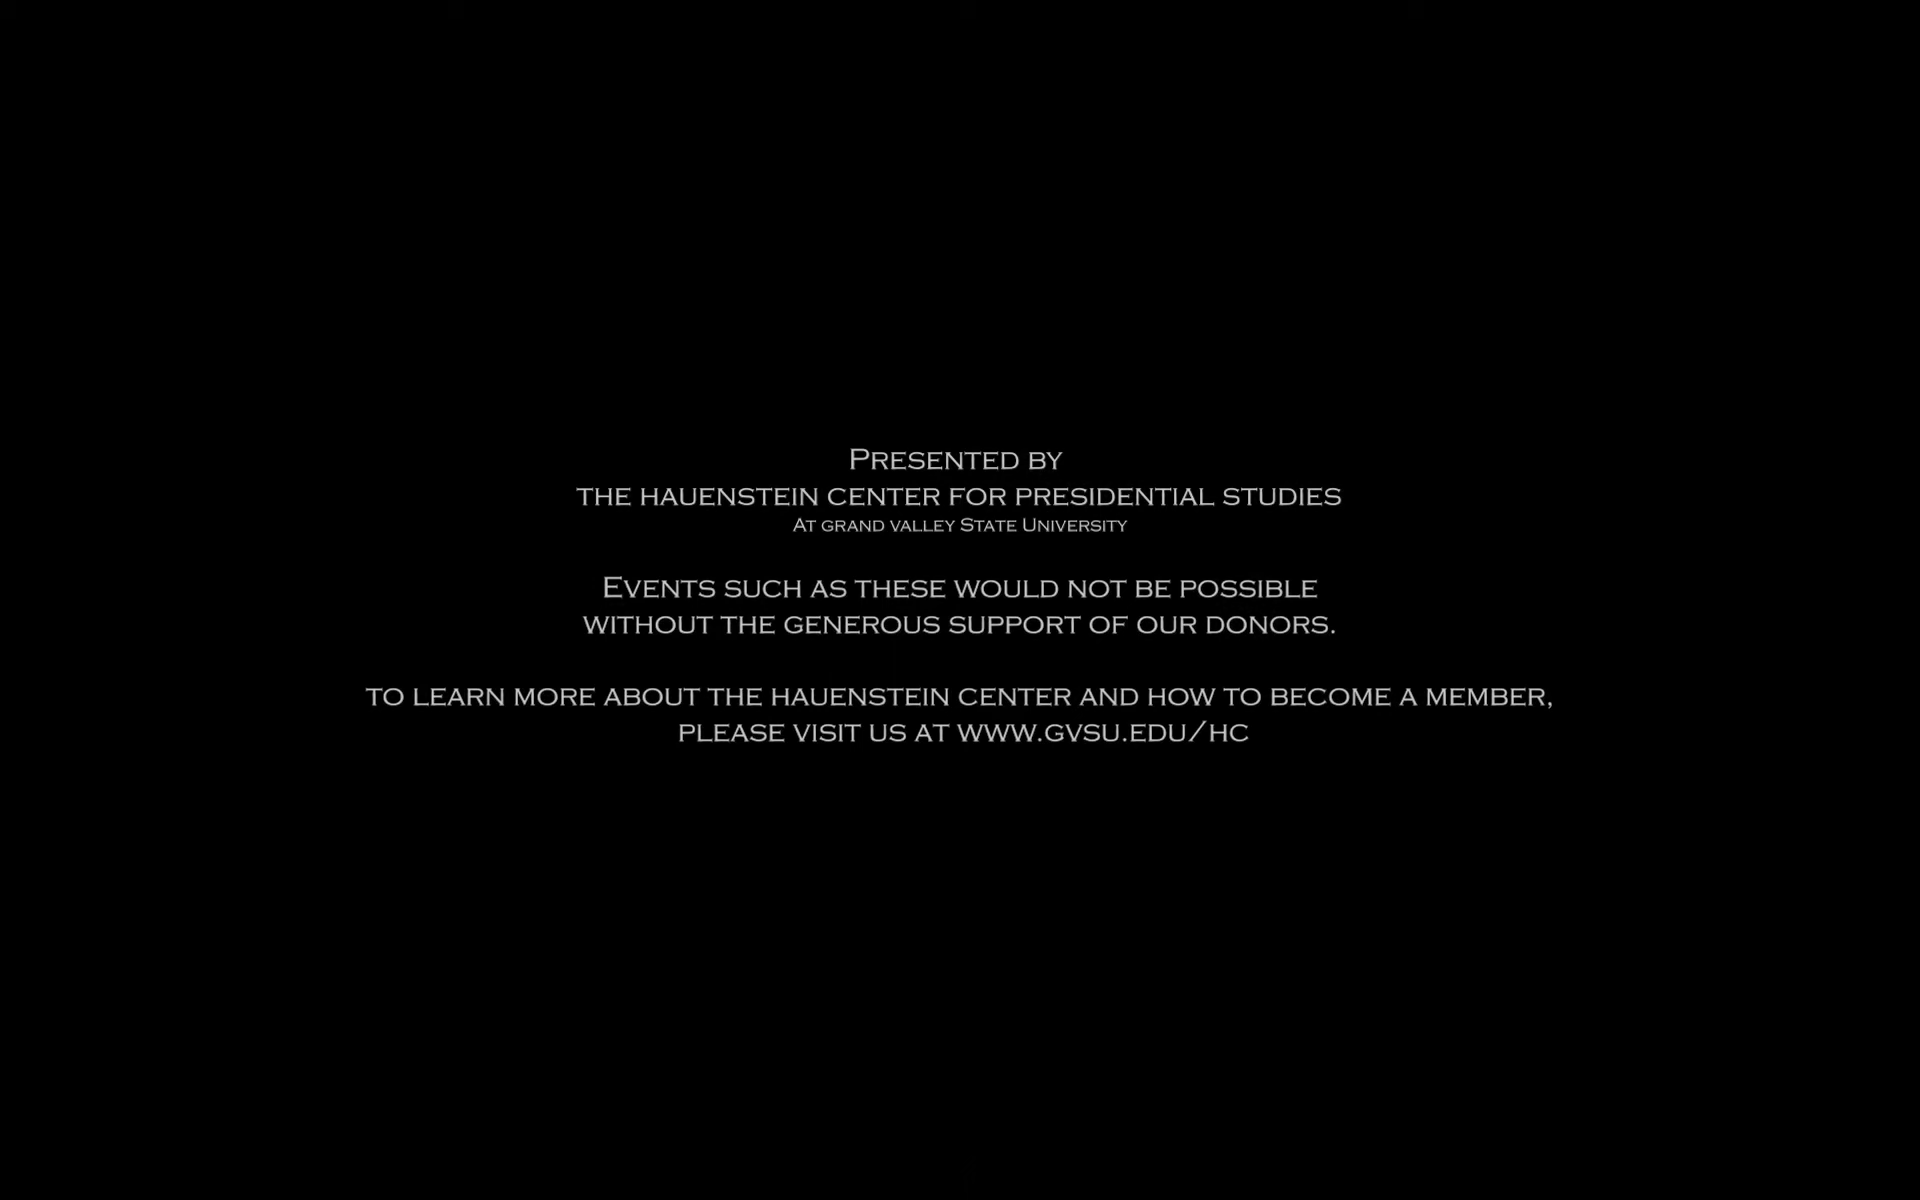 PRESENTED BY
THE HAUENSTEIN CENTER FOR PRESIDENTIAL STUDIES
AT GRAND VALLEY STATE UNIVERSITY
EVENTS SUCH AS THESE WOULD NOT BE POSSIBLE
WITHOUT THE GENEROUS SUPPORT OF OUR DONORS.
TO LEARN MORE ABOUT THE HAUENSTEIN CENTER AND HOW TO BECOME A MEMBER,
PLEASE VISIT US AT WWW.GVSU.EDU/HC